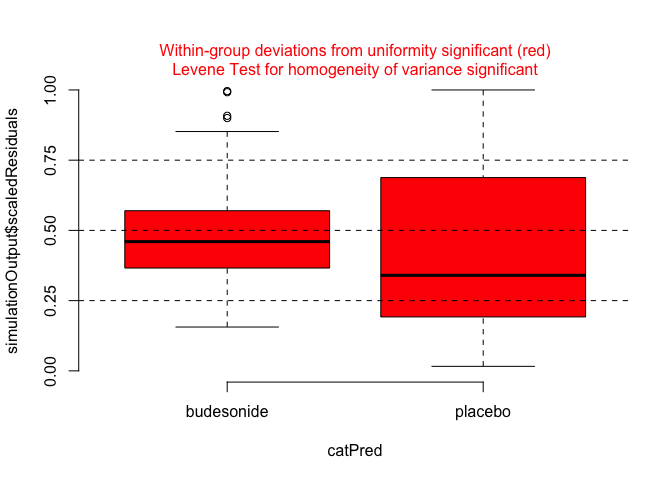 Within-group deviations from uniformity significant (red)
Levene Test for homogeneity of variance significant
simulationOutput$scaledResiduals
1.00
0.75
0.50
0.25
0.00
budesonide
placebo
catPred